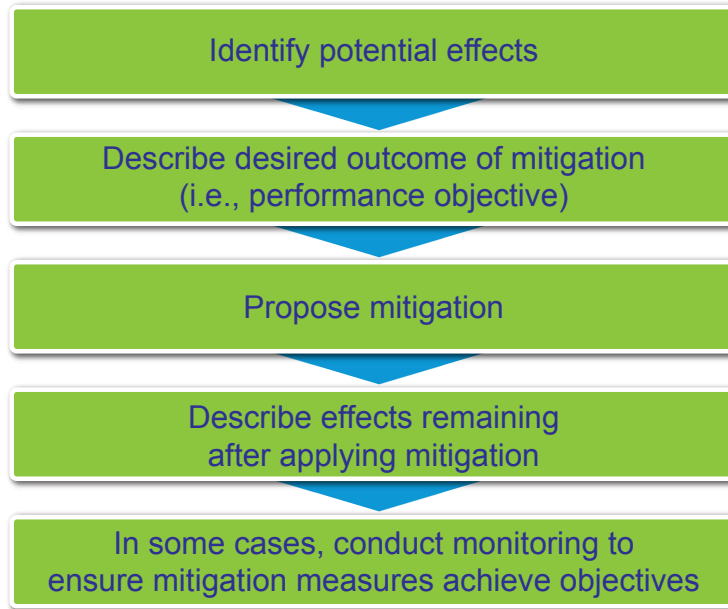 Identify potential effects
Describe desired outcome of mitigation
(i.e., performance objective)
Propose mitigation
Describe effects remaining
after applying mitigation
In some cases, conduct monitoring to
ensure mitigation measures achieve objectives